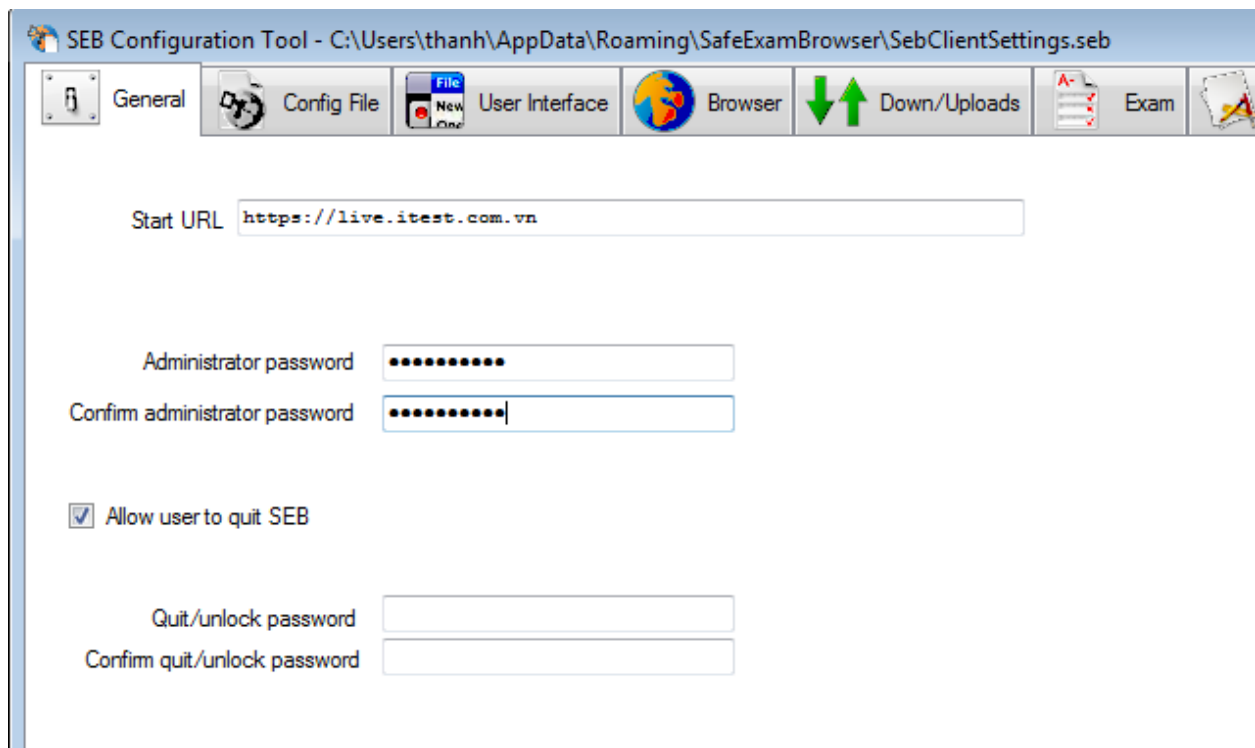 SEB Configuration Tool - C:\Users\thanh\AppData\Roaming\SafeExamBrowser\SebClientSettings.seb
General Config File User Interface Browser Down/Uploads Exam
File
New
A-
Start URL https://live.itest.com.vn
Administrator password ••••••••••
Confirm administrator password ••••••••••
Allow user to quit SEB
Quit/unlock password
Confirm quit/unlock password